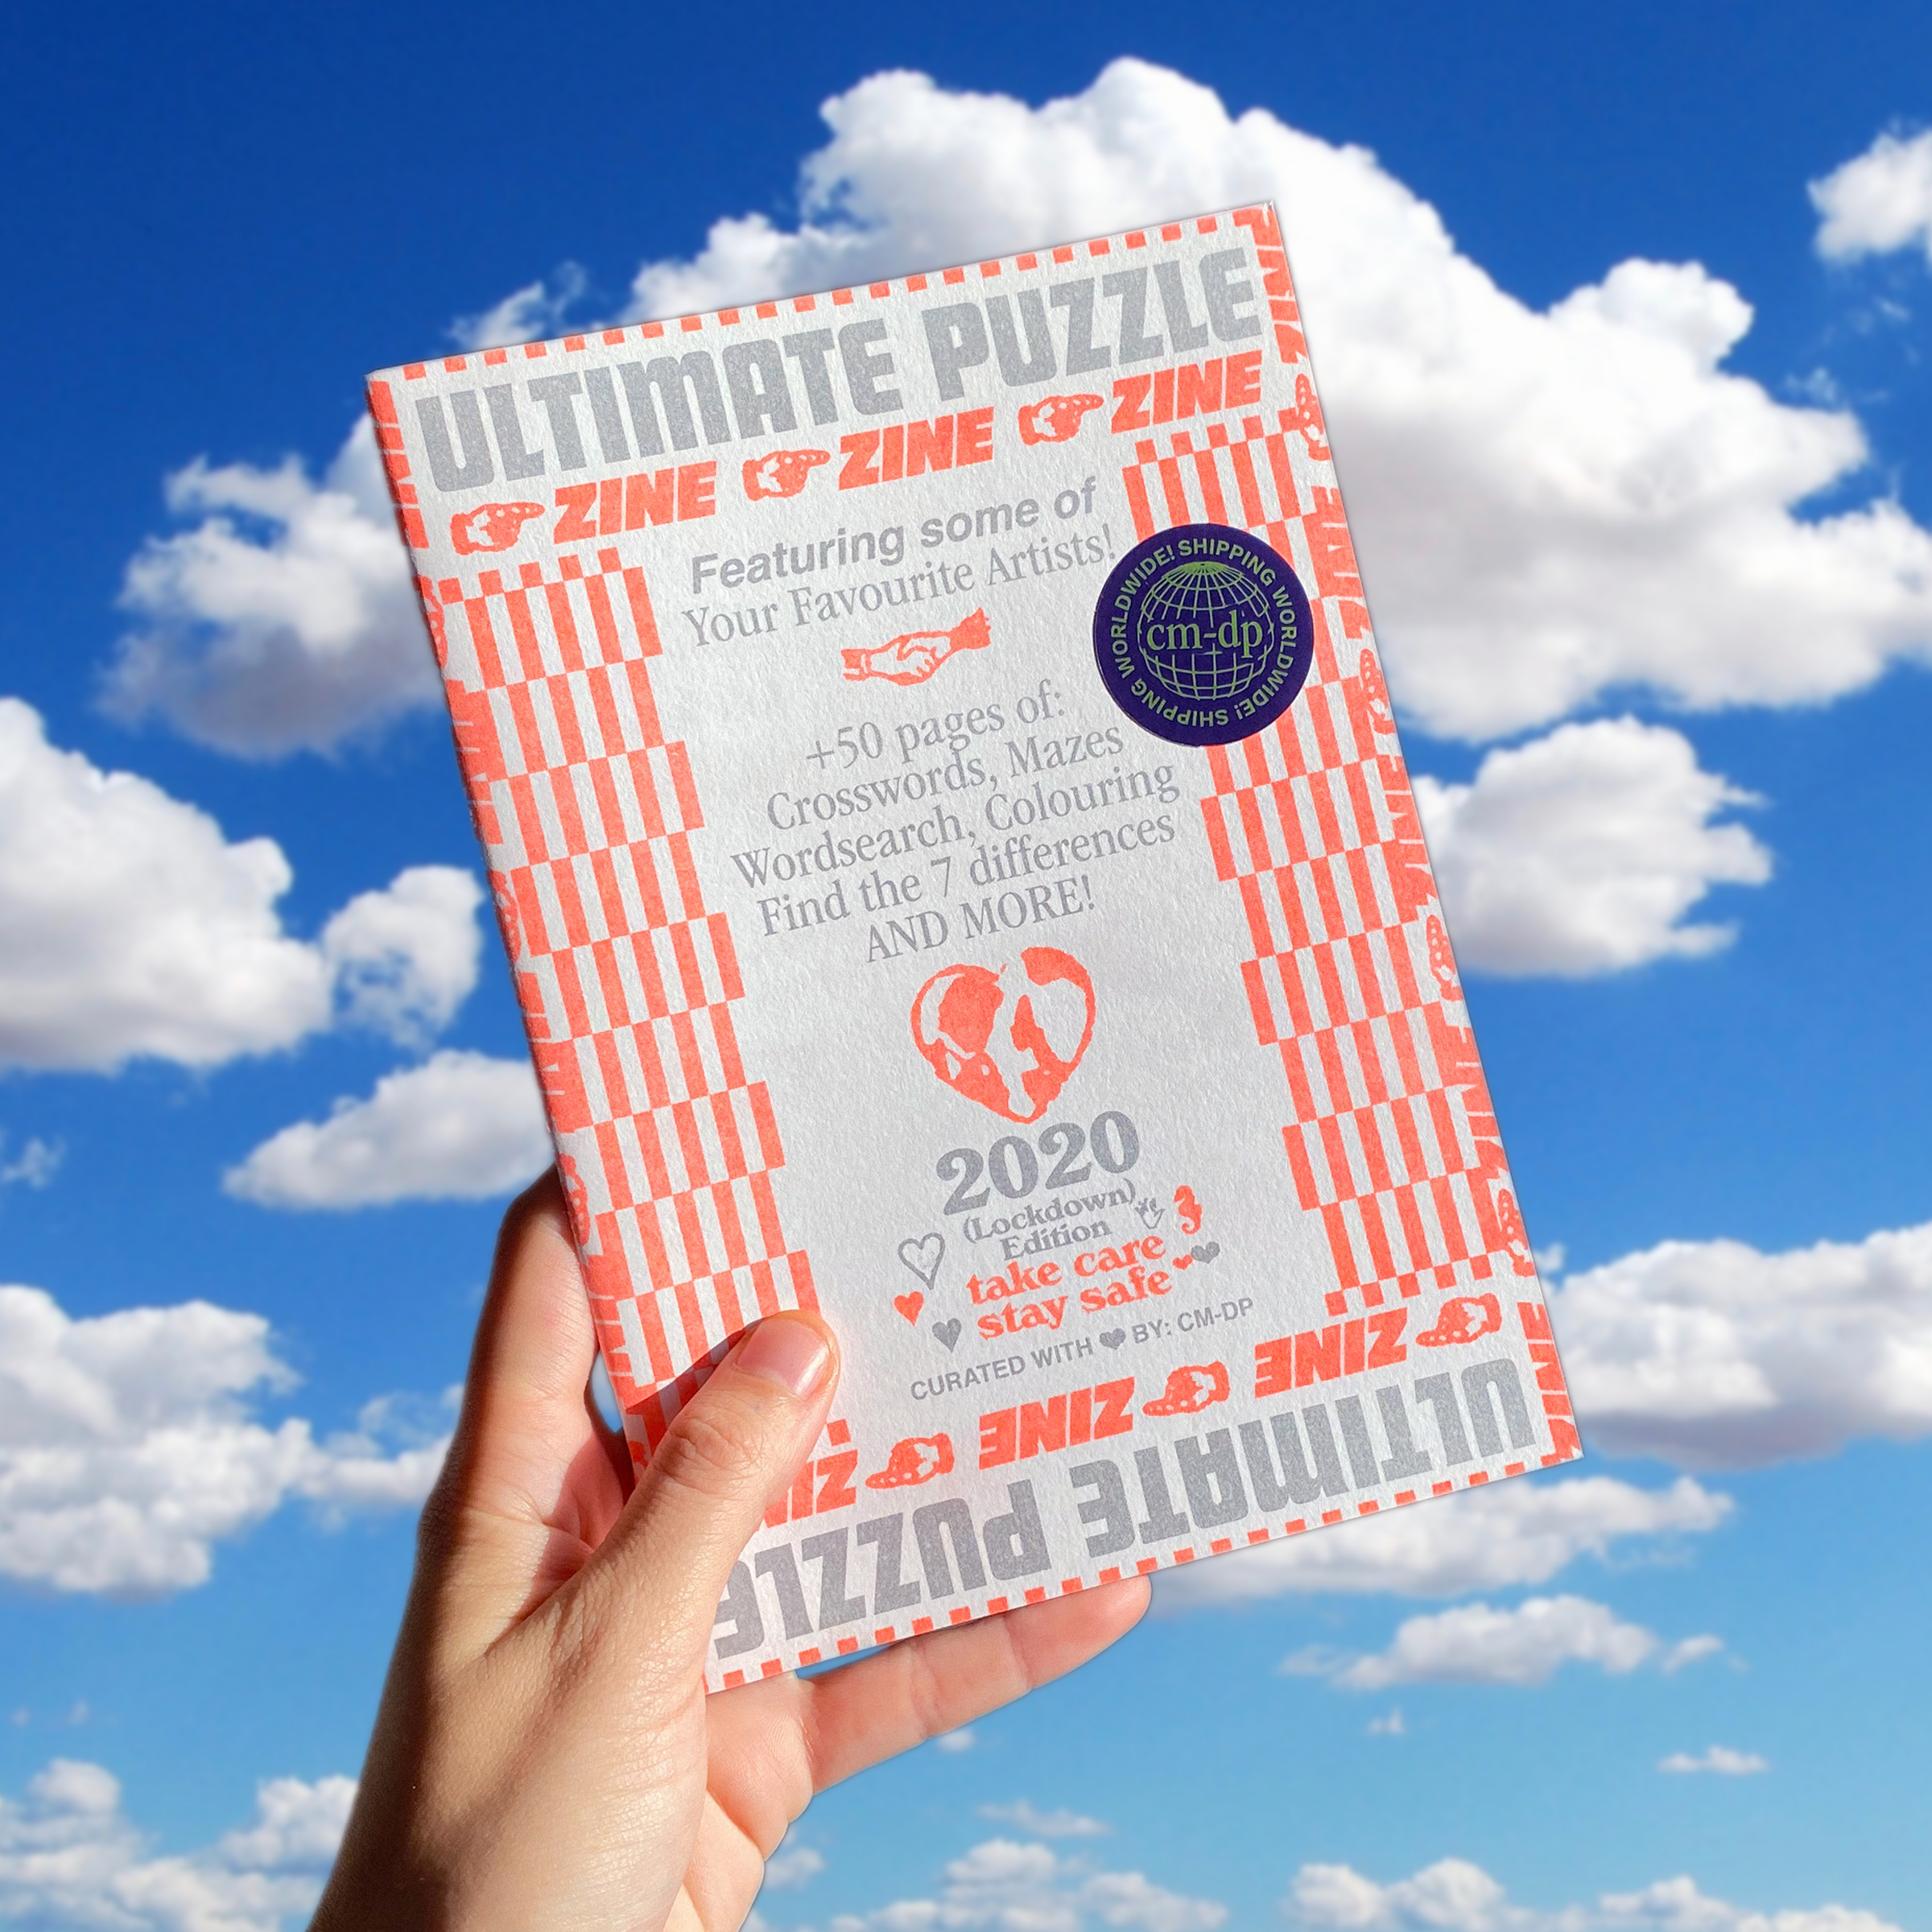 ULTIMATE PUZZLE
ZINE ZINE ZINE
Featuring some of
Your Favourite Artists!
SHIPPING WORLDWIDE! SHIPPING WORLDWIDE!
cm-dp
+50 pages of:
Crosswords, Mazes
Wordsearch, Colouring
Find the 7 differences
AND MORE!
2020
(Lockdown)
Edition
take care
stay safe
CURATED WITH BY: CM-DP
ZINE ZINE ZINE
ULTIMATE PUZZLE